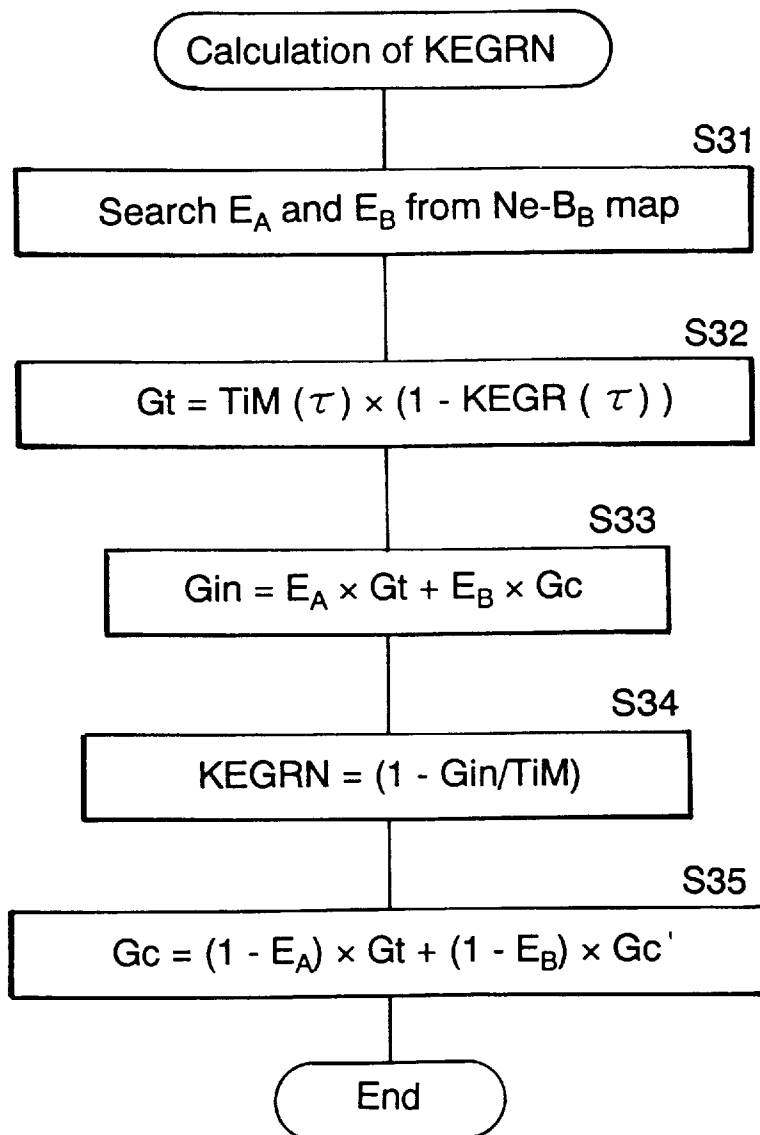 Calculation of KEGRN
S31
Search E_A and E_B from Ne-B_B map
S32
Gt = TiM (τ) × (1 - KEGR ( τ) )
S33
Gin = E_A × Gt + E_B × Gc
S34
KEGRN = (1 - Gin/TiM)
S35
Gc = (1 - E_A) × Gt + (1 - E_B) × Gc'
End